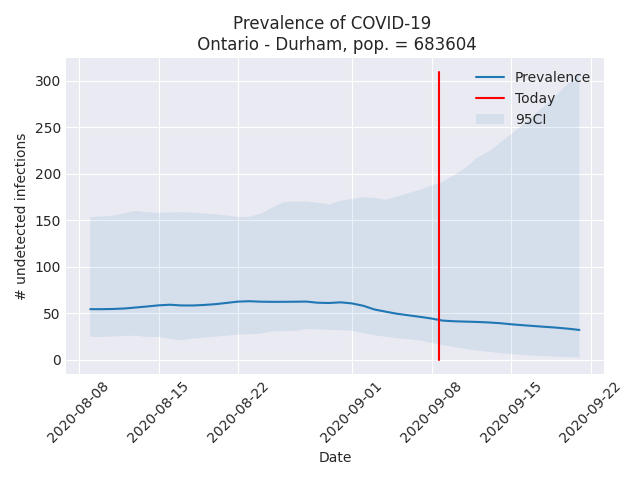 Prevalence of COVID-19
Ontario - Durham, pop. = 683604
Prevalence
Today
95CI
300
250
200
150
100
50
0
# undetected infections
2020-08-08
2020-08-15
2020-08-22
2020-09-01
2020-09-08
2020-09-15
2020-09-22
Date